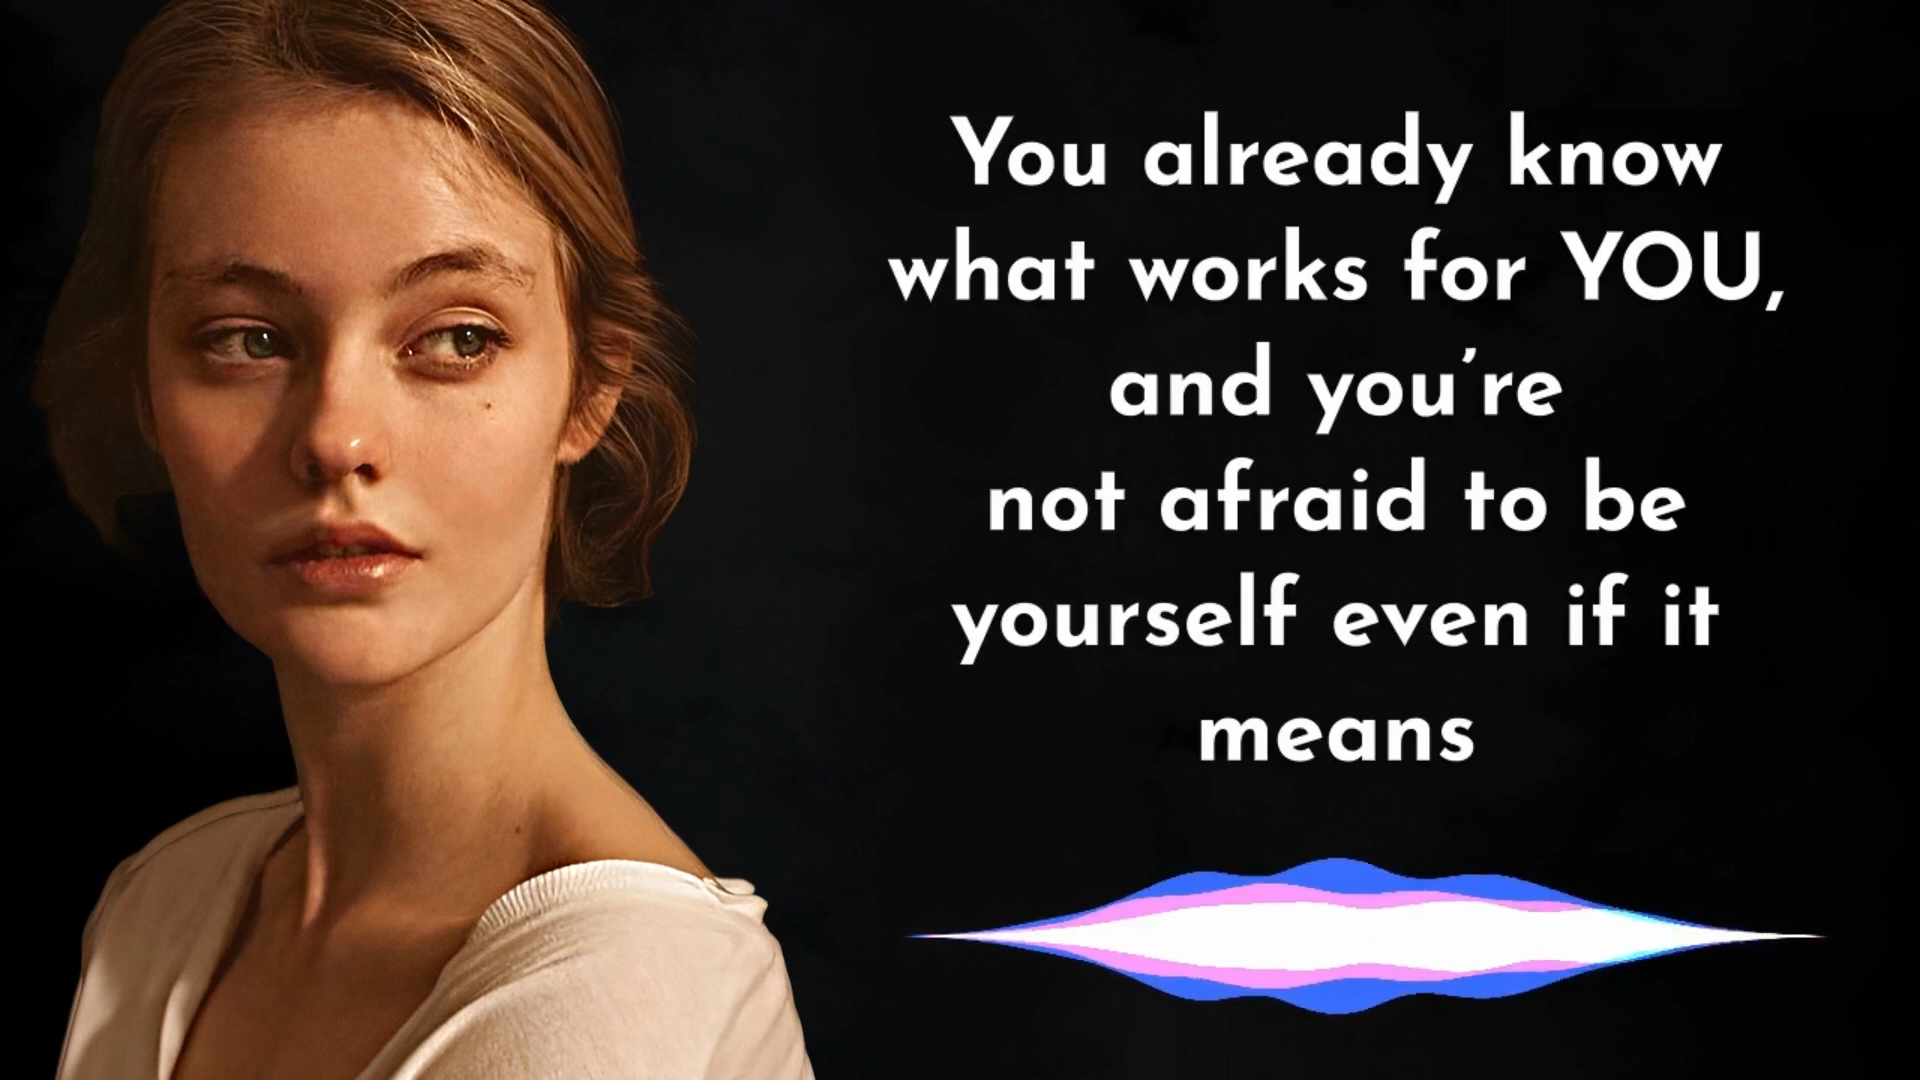 You already know
what works for YOU,
and you're
not afraid to be
yourself even if it
means